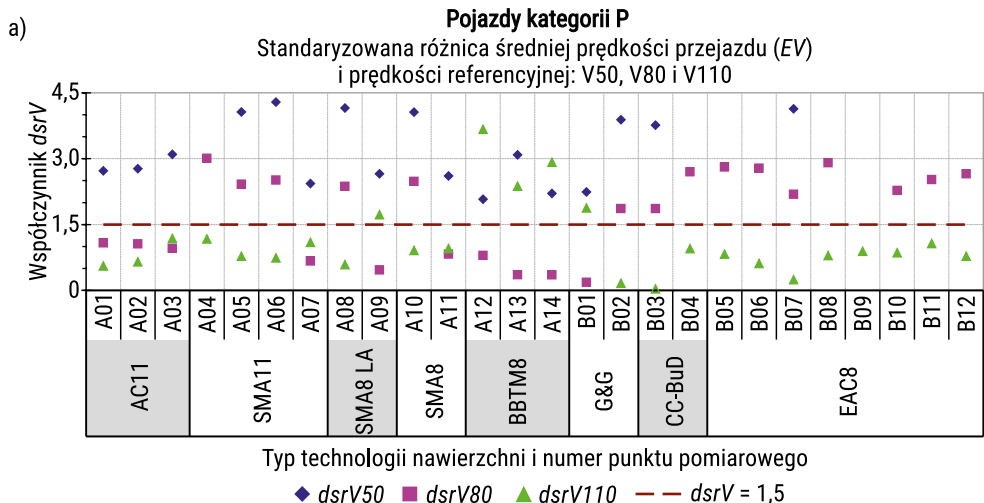 a)
Pojazdy kategorii P
Standaryzowana różnica średniej prędkości przejazdu (EV)
i prędkości referencyjnej: V50, V80 i V110
Współczynnik dsrV
4,5
3,0
1,5
0
A01 A02 A03 A04 A05 A06 A07 A08 A09 A10 A11 A12 A13 A14 B01 B02 B03 B04 B05 B06 B07 B08 B09 B10 B11 B12
AC11 SMA11 SMA8 LA SMA8 BBTM8 G&G CC-BuD EAC8
Typ technologii nawierzchni i numer punktu pomiarowego
dsrV50 dsrV80 dsrV110 dsrV = 1,5